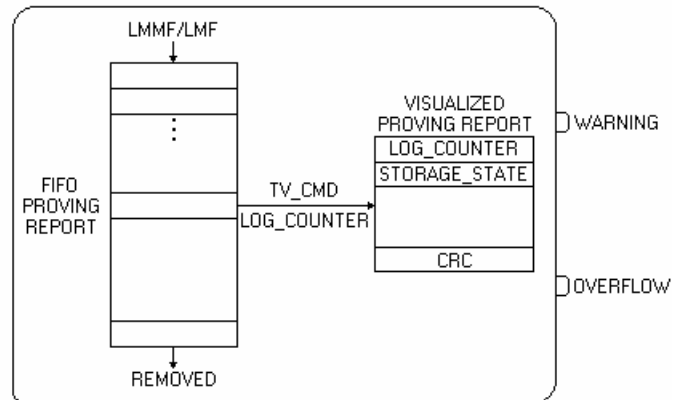 LMMF/LMF
VISUALIZED
PROVING REPORT
WARNING
LOG_COUNTER
STORAGE_STATE
FIFO
PROVING
REPORT
TV_CMD
LOG_COUNTER
CRC
OVERFLOW
REMOVED